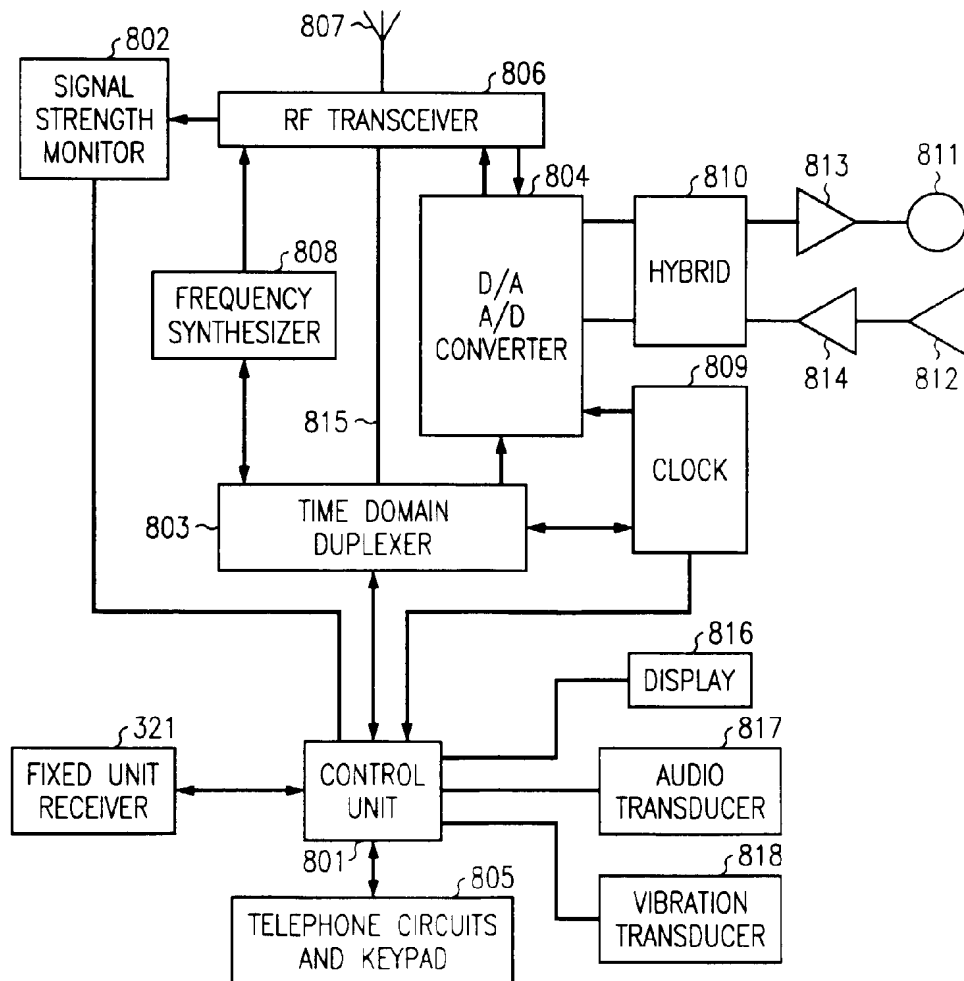 807
802
806
SIGNAL
STRENGTH
MONITOR
RF TRANSCEIVER
804
810
813
811
808
D/A
A/D
CONVERTER
HYBRID
FREQUENCY
SYNTHESIZER
814
812
809
815
CLOCK
803
TIME DOMAIN
DUPLEXER
816
DISPLAY
321
817
FIXED UNIT
RECEIVER
CONTROL
UNIT
AUDIO
TRANSDUCER
801
805
818
TELEPHONE CIRCUITS
AND KEYPAD
VIBRATION
TRANSDUCER